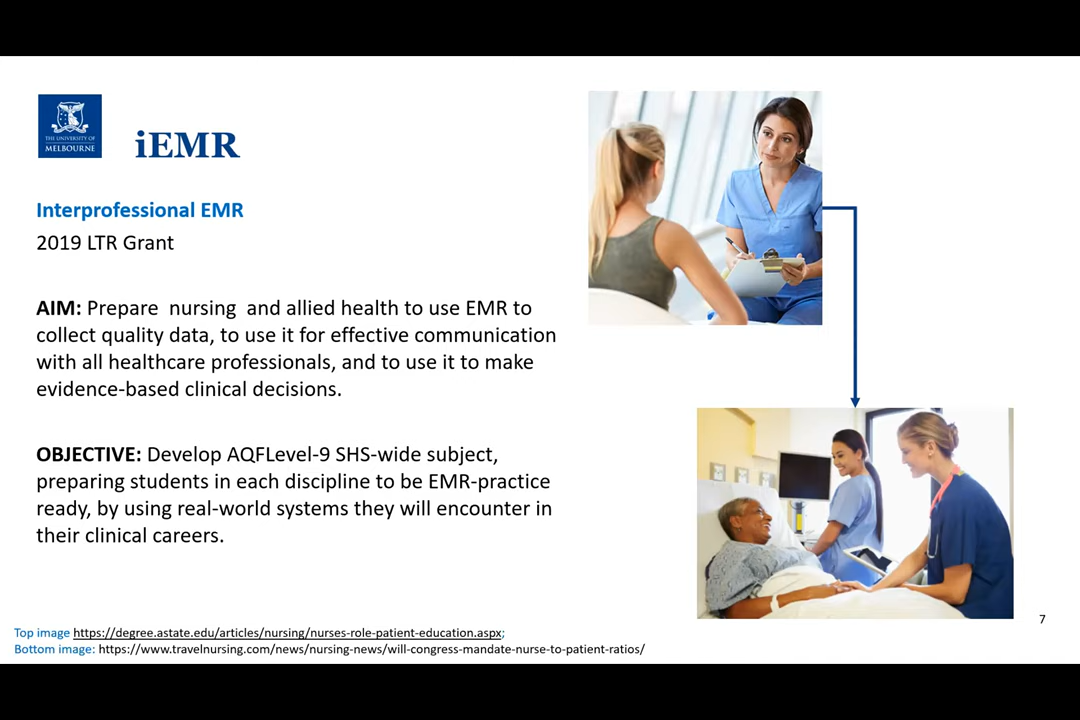 THE UNIVERSITY OF
MELBOURNE
iEMR
Interprofessional EMR
2019 LTR Grant
AIM: Prepare nursing and allied health to use EMR to
collect quality data, to use it for effective communication
with all healthcare professionals, and to use it to make
evidence-based clinical decisions.
OBJECTIVE: Develop AQFLevel-9 SHS-wide subject,
preparing students in each discipline to be EMR-practice
ready, by using real-world systems they will encounter in
their clinical careers.
7
Top image https://degree.astate.edu/articles/nursing/nurses-role-patient-education.aspx;
Bottom image: https://www.travelnursing.com/news/nursing-news/will-congress-mandate-nurse-to-patient-ratios/